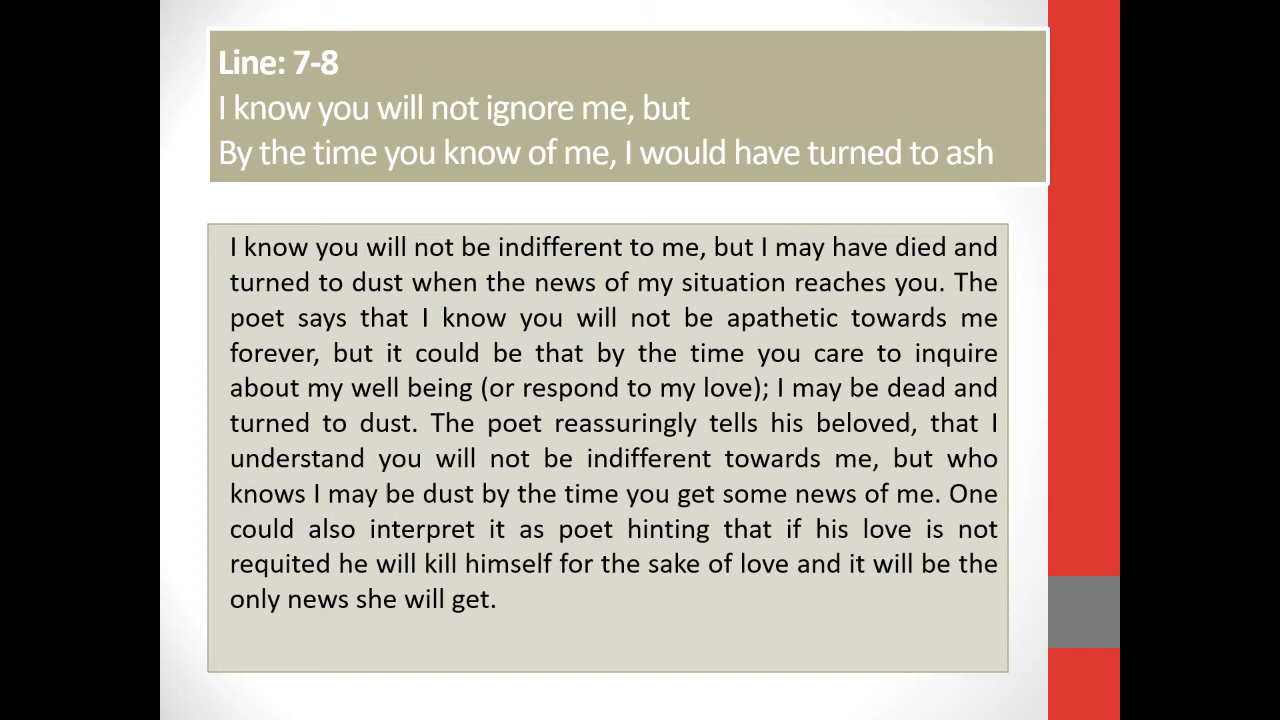 Line: 7-8
I know you will not ignore me, but
By the time you know of me, I would have turned to ash
I know you will not be indifferent to me, but I may have died and
turned to dust when the news of my situation reaches you. The
poet says that I know you will not be apathetic towards me
forever, but it could be that by the time you care to inquire
about my well being (or respond to my love); I may be dead and
turned to dust. The poet reassuringly tells his beloved, that I
understand you will not be indifferent towards me, but who
knows I may be dust by the time you get some news of me. One
could also interpret it as poet hinting that if his love is not
requited he will kill himself for the sake of love and it will be the
only news she will get.